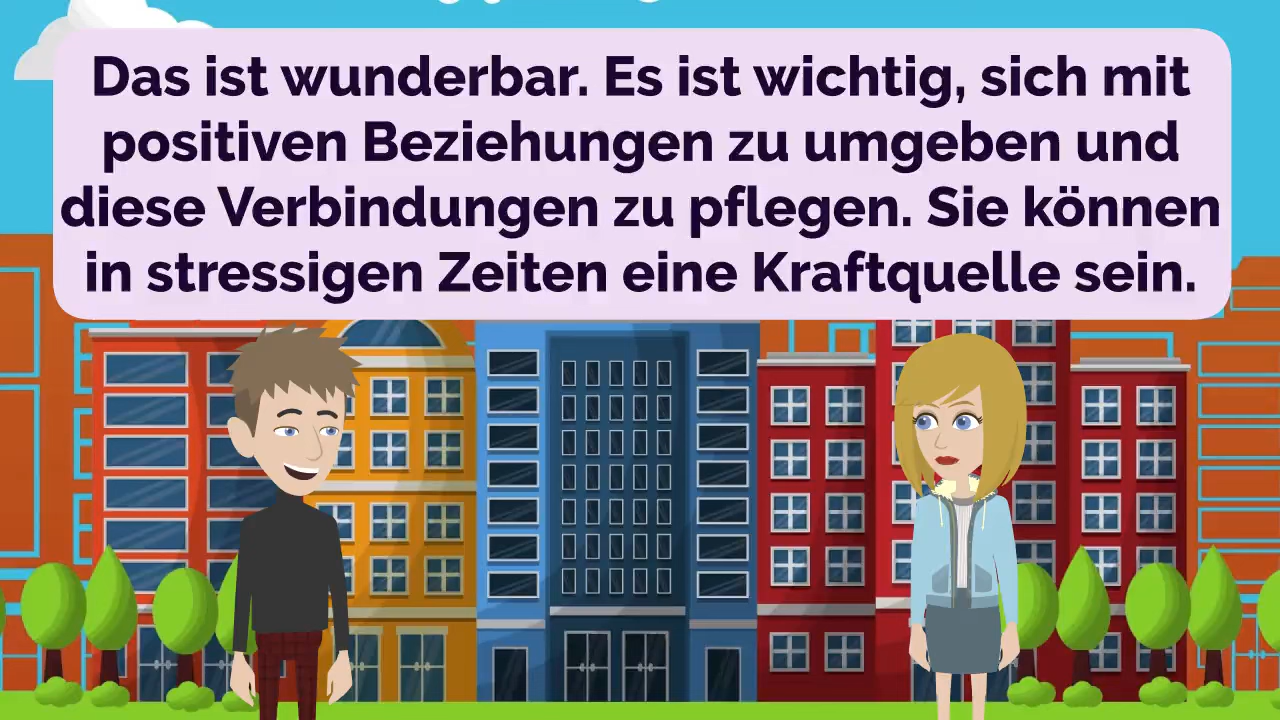 Das ist wunderbar. Es ist wichtig, sich mit
positiven Beziehungen zu umgeben und
diese Verbindungen zu pflegen. Sie können
in stressigen Zeiten eine Kraftquelle sein.